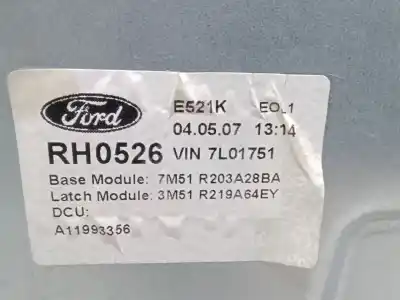 Ford E521K EOL1
04.05.07 13:14
RH0526 VIN 7L01751
Base Module: 7M51 R203A28BA
Latch Module: 3M51 R219A64EY
DCU:
A11993356